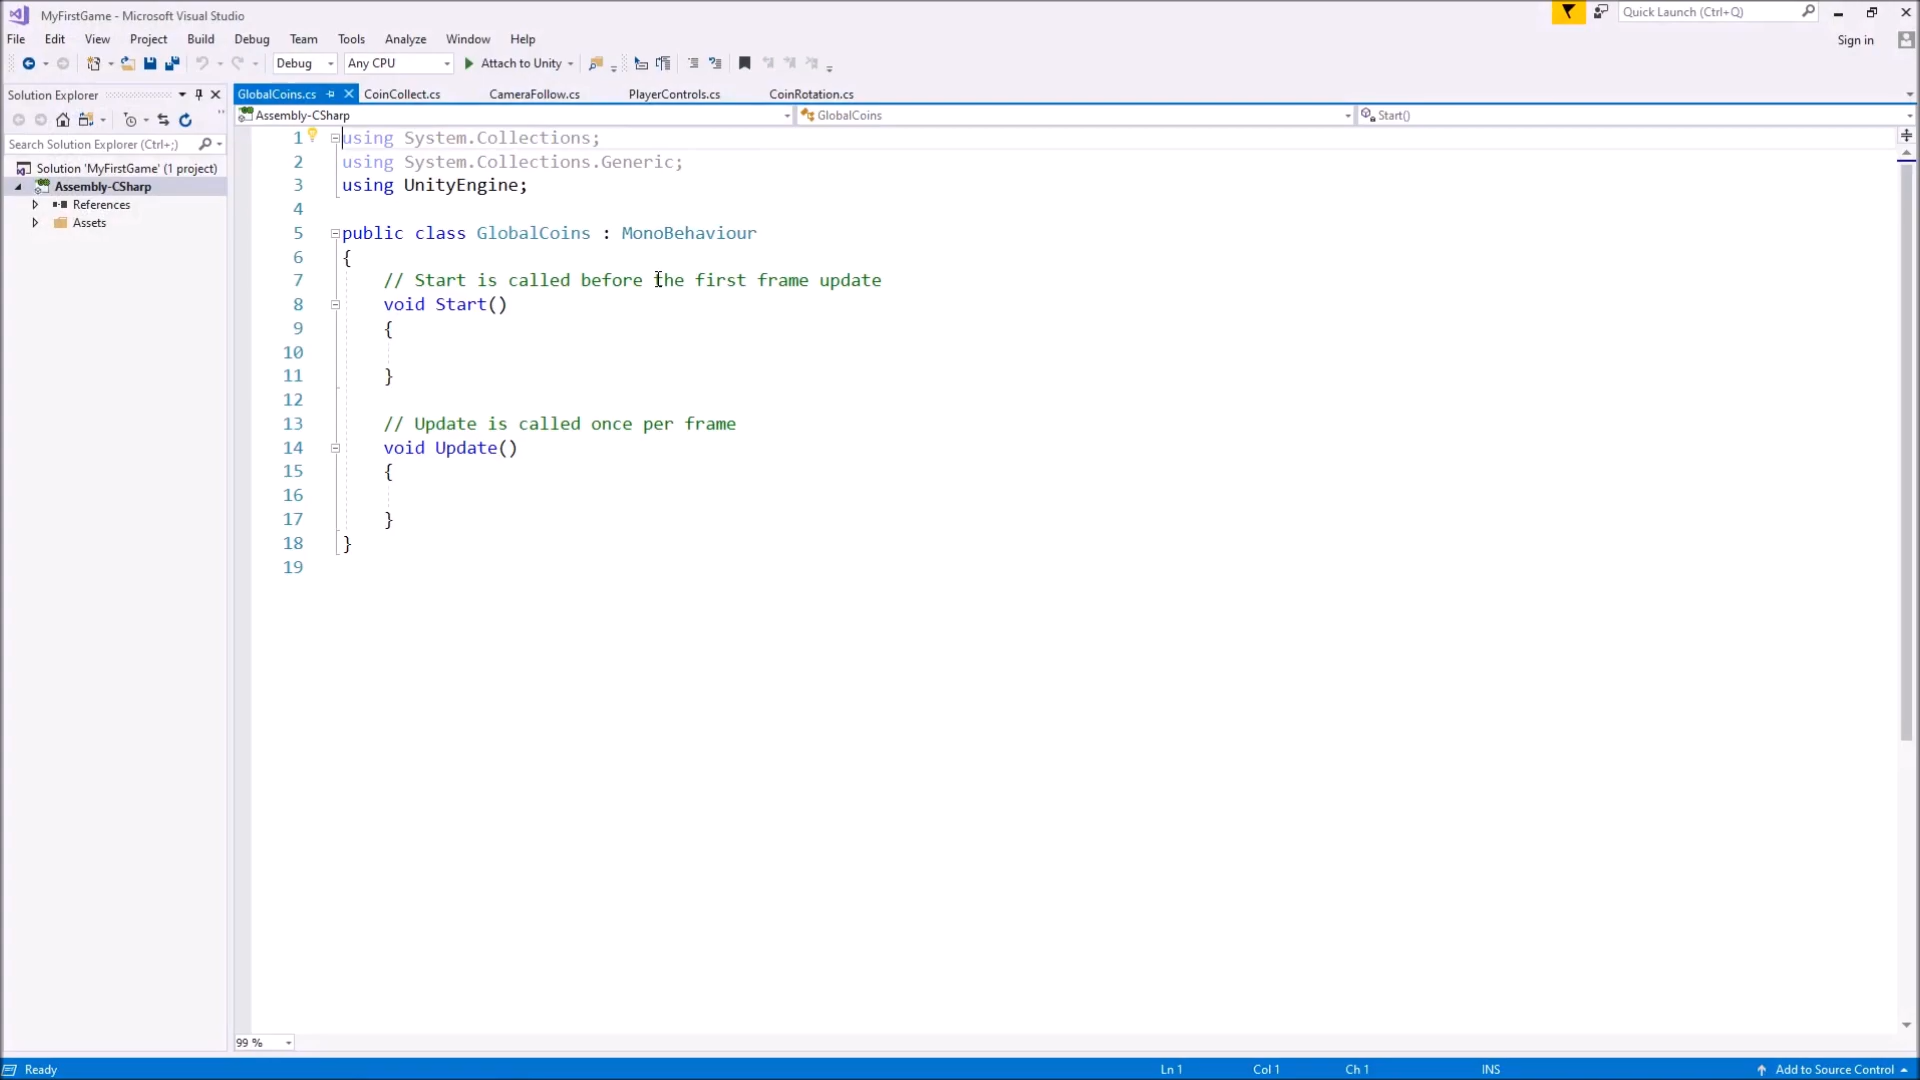 MyFirstGame - Microsoft Visual Studio
Quick Launch (Ctrl+Q)
File Edit View Project Build Debug Team Tools Analyze Window Help
Sign in
Debug Any CPU Attach to Unity
Solution Explorer
GlobalCoins.cs CoinCollect.cs CameraFollow.cs PlayerControls.cs CoinRotation.cs
Assembly-CSharp GlobalCoins Start()
Search Solution Explorer (Ctrl+;)
Solution 'MyFirstGame' (1 project)
Assembly-CSharp
References
Assets
1 using System.Collections;
2 using System.Collections.Generic;
3 using UnityEngine;
4
5 public class GlobalCoins : MonoBehaviour
6 {
7 // Start is called before the first frame update
8 void Start()
9 {
10
11 }
12
13 // Update is called once per frame
14 void Update()
15 {
16
17 }
18 }
19
99 %
Ready Ln 1 Col 1 Ch 1 INS Add to Source Control